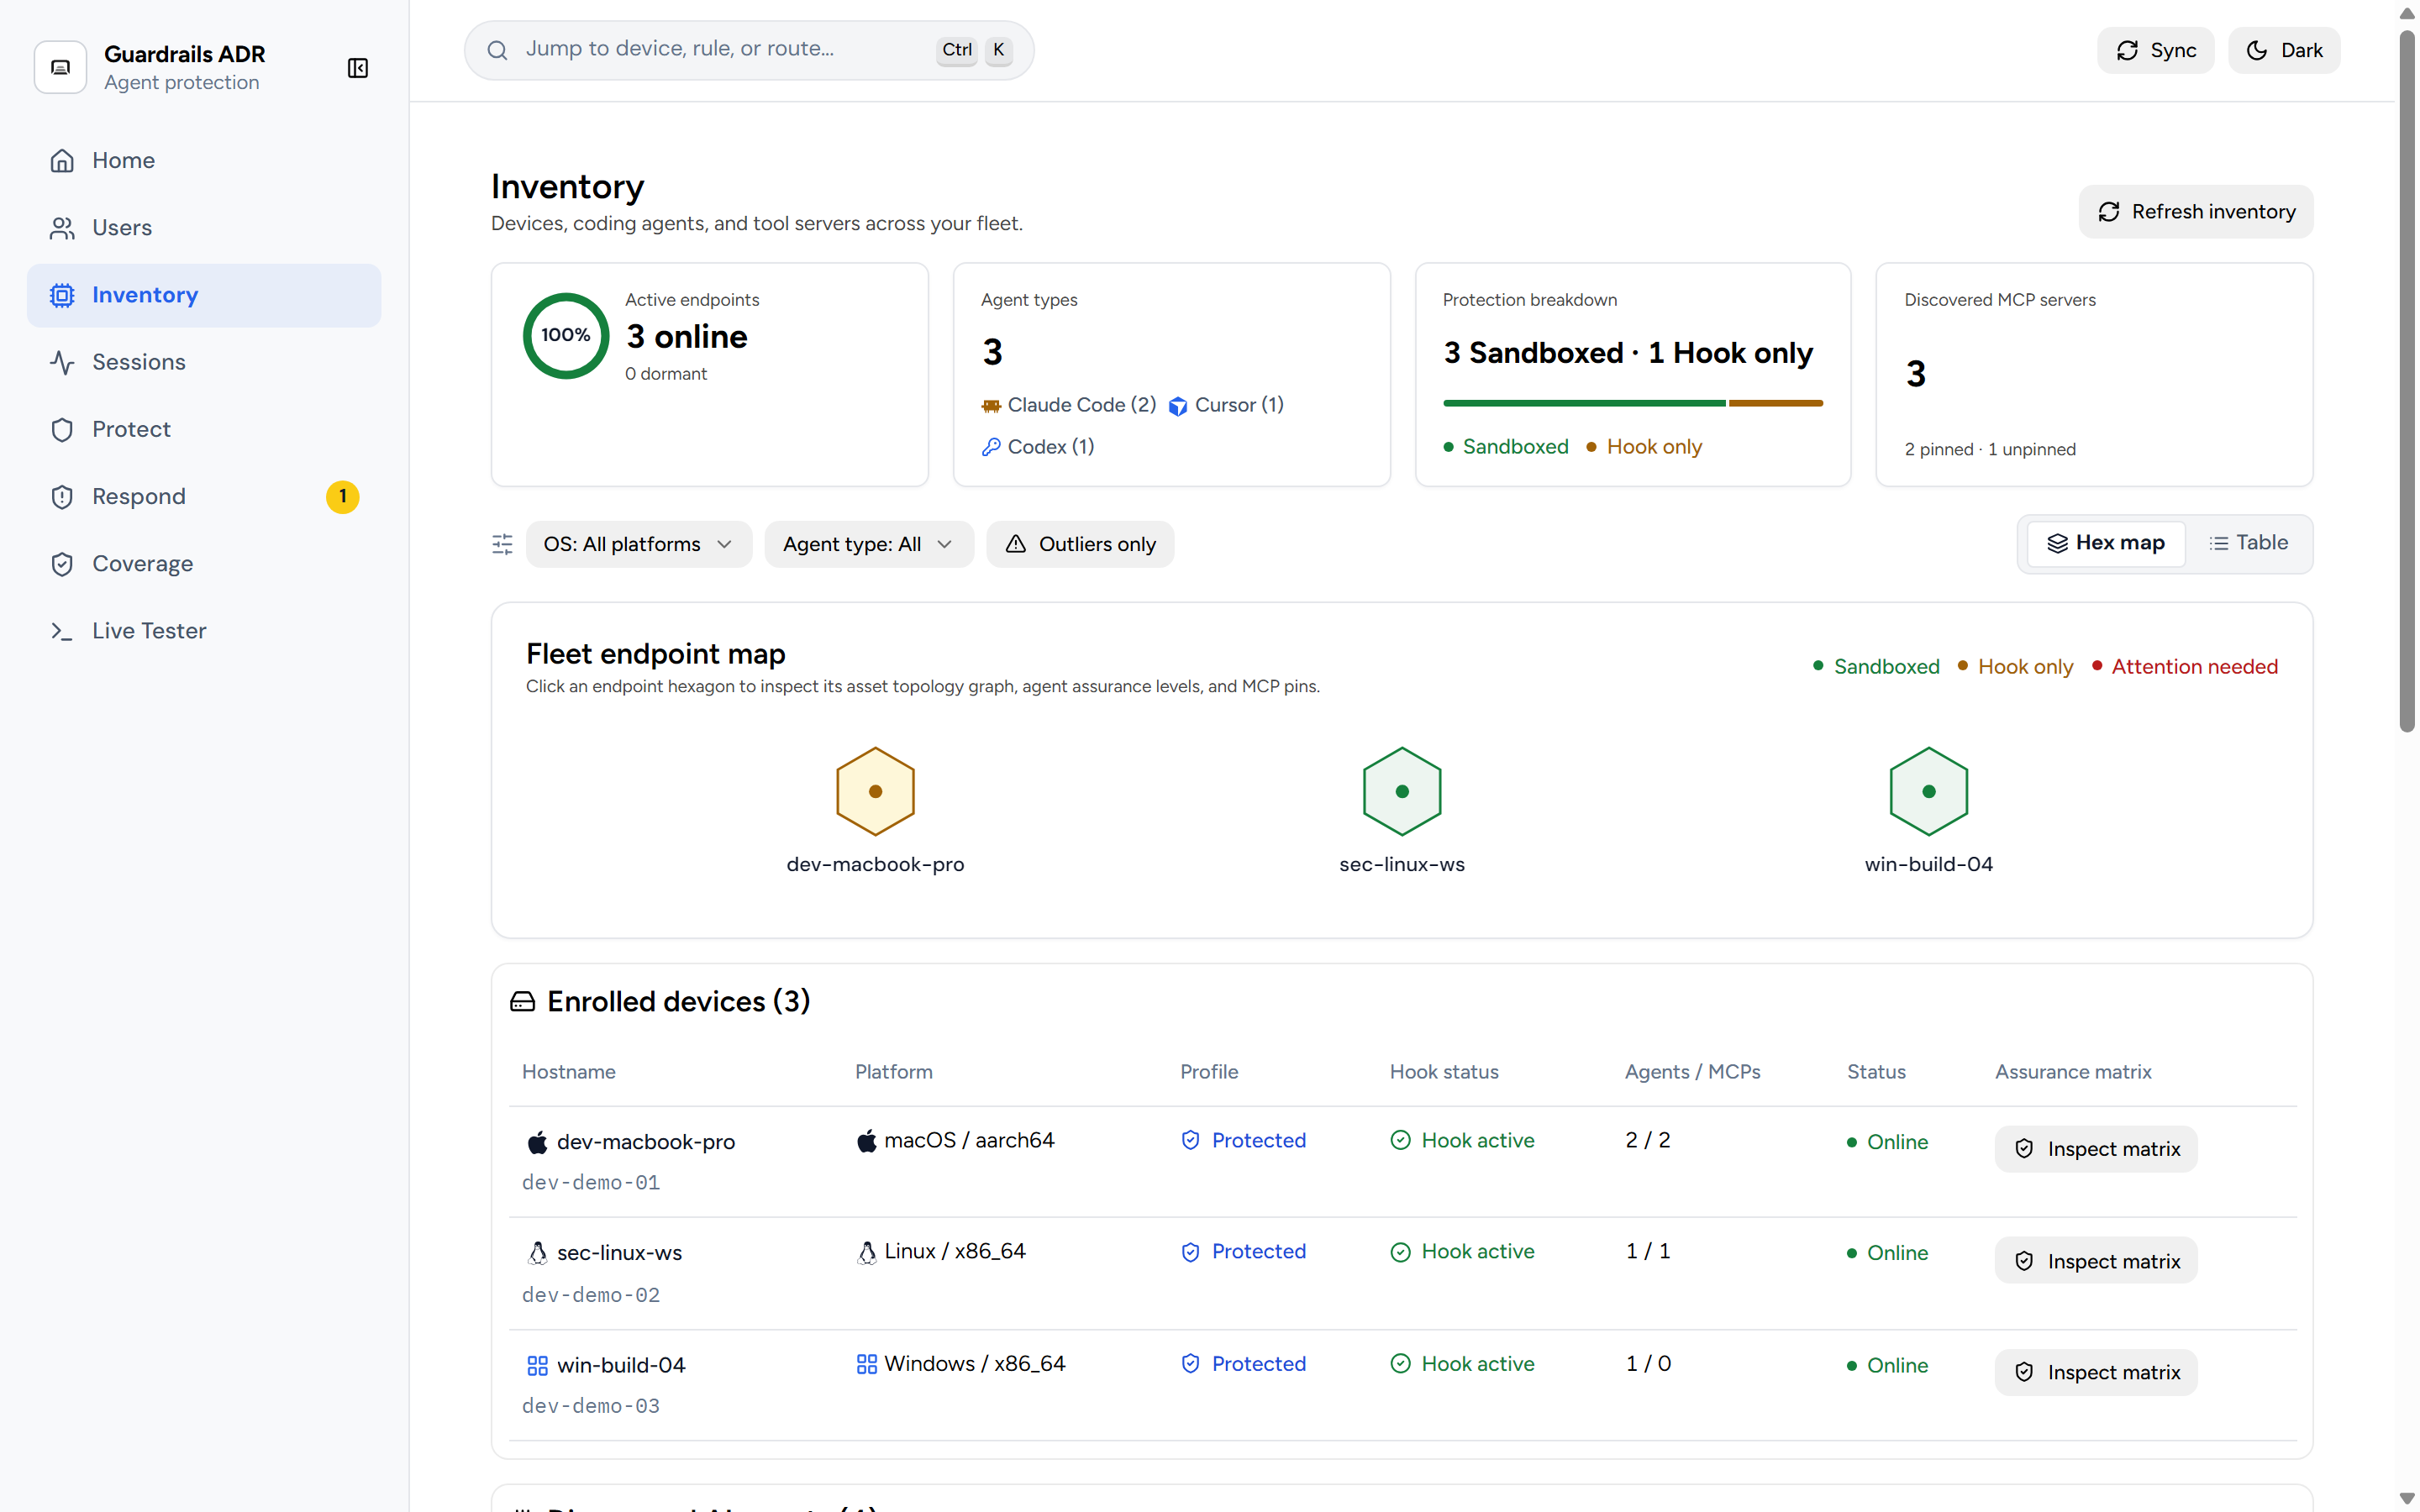 Guardrails ADR
Agent protection
Home
Users
Inventory
Sessions
Protect
Respond 1
Coverage
Live Tester
Jump to device, rule, or route... Ctrl K
Sync Dark
Inventory
Devices, coding agents, and tool servers across your fleet.
Refresh inventory
100%
Active endpoints
3 online
0 dormant
Agent types
3
Claude Code (2) Cursor (1)
Codex (1)
Protection breakdown
3 Sandboxed · 1 Hook only
Sandboxed Hook only
Discovered MCP servers
3
2 pinned · 1 unpinned
OS: All platforms Agent type: All Outliers only
Hex map Table
Fleet endpoint map
Click an endpoint hexagon to inspect its asset topology graph, agent assurance levels, and MCP pins.
Sandboxed Hook only Attention needed
dev-macbook-pro sec-linux-ws win-build-04
Enrolled devices (3)
Hostname Platform Profile Hook status Agents / MCPs Status Assurance matrix
dev-macbook-pro macOS / aarch64 Protected Hook active 2 / 2 Online Inspect matrix
dev-demo-01
sec-linux-ws Linux / x86_64 Protected Hook active 1 / 1 Online Inspect matrix
dev-demo-02
win-build-04 Windows / x86_64 Protected Hook active 1 / 0 Online Inspect matrix
dev-demo-03